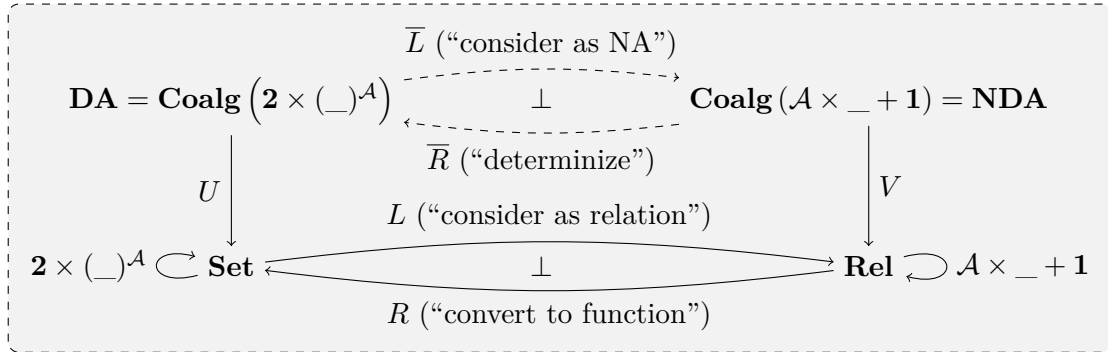 L̅ (“consider as NA”)
DA = Coalg (2 × (_)^𝒜) ⊥ Coalg (𝒜 × _ + 1) = NDA
R̅ (“determinize”)
U V
L (“consider as relation”)
2 × (_)^𝒜 Set ⊥ Rel 𝒜 × _ + 1
R (“convert to function”)